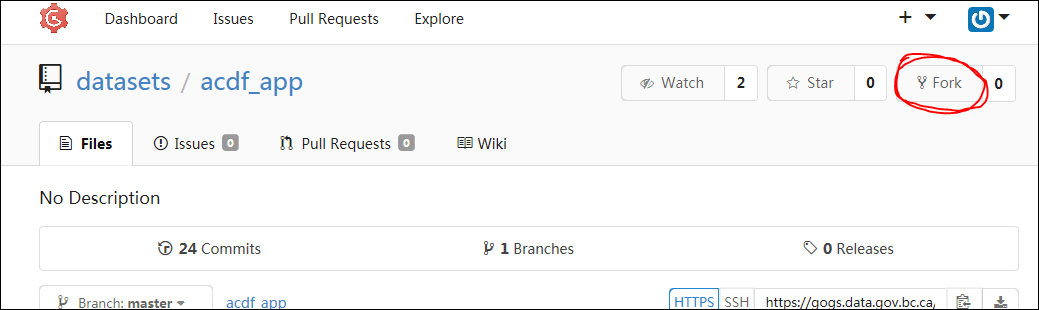 Dashboard Issues Pull Requests Explore +
datasets / acdf_app Watch 2 Star 0 Fork 0
Files Issues 0 Pull Requests 0 Wiki
No Description
24 Commits 1 Branches 0 Releases
Branch: master acdf_app HTTPS SSH https://gogs.data.gov.bc.ca/